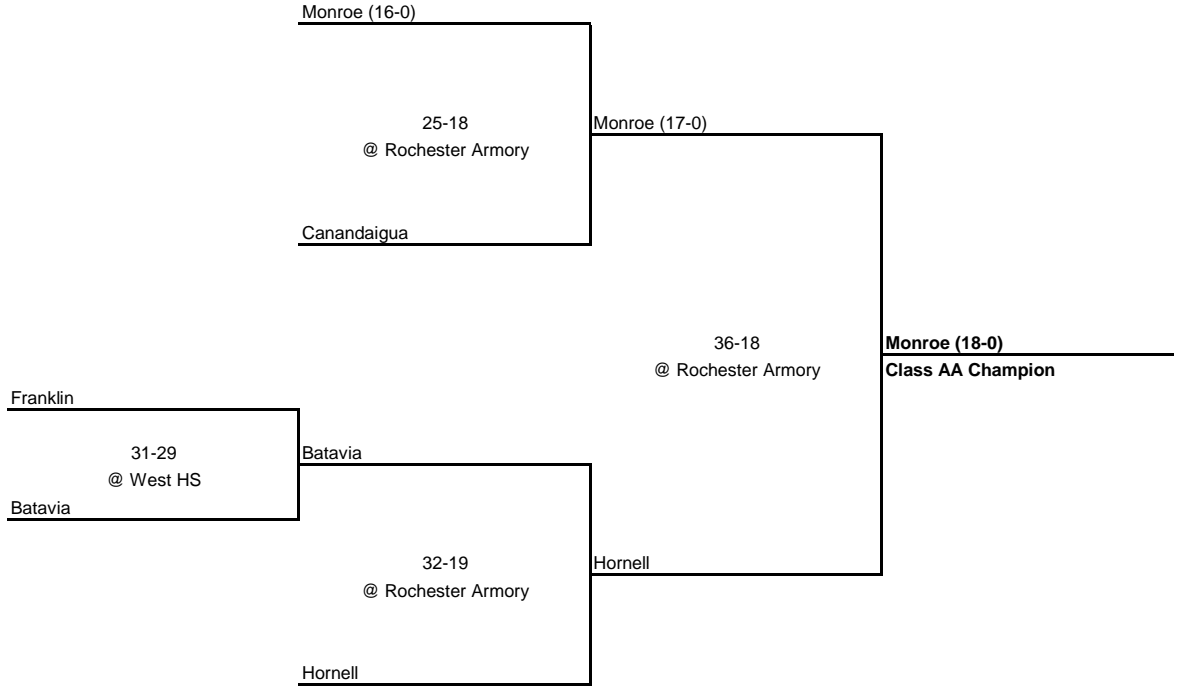 Monroe (16-0)
25-18
@ Rochester Armory
Monroe (17-0)
Canandaigua
36-18
@ Rochester Armory
Monroe (18-0)
Class AA Champion
Franklin
31-29
@ West HS
Batavia
Batavia
32-19
@ Rochester Armory
Hornell
Hornell